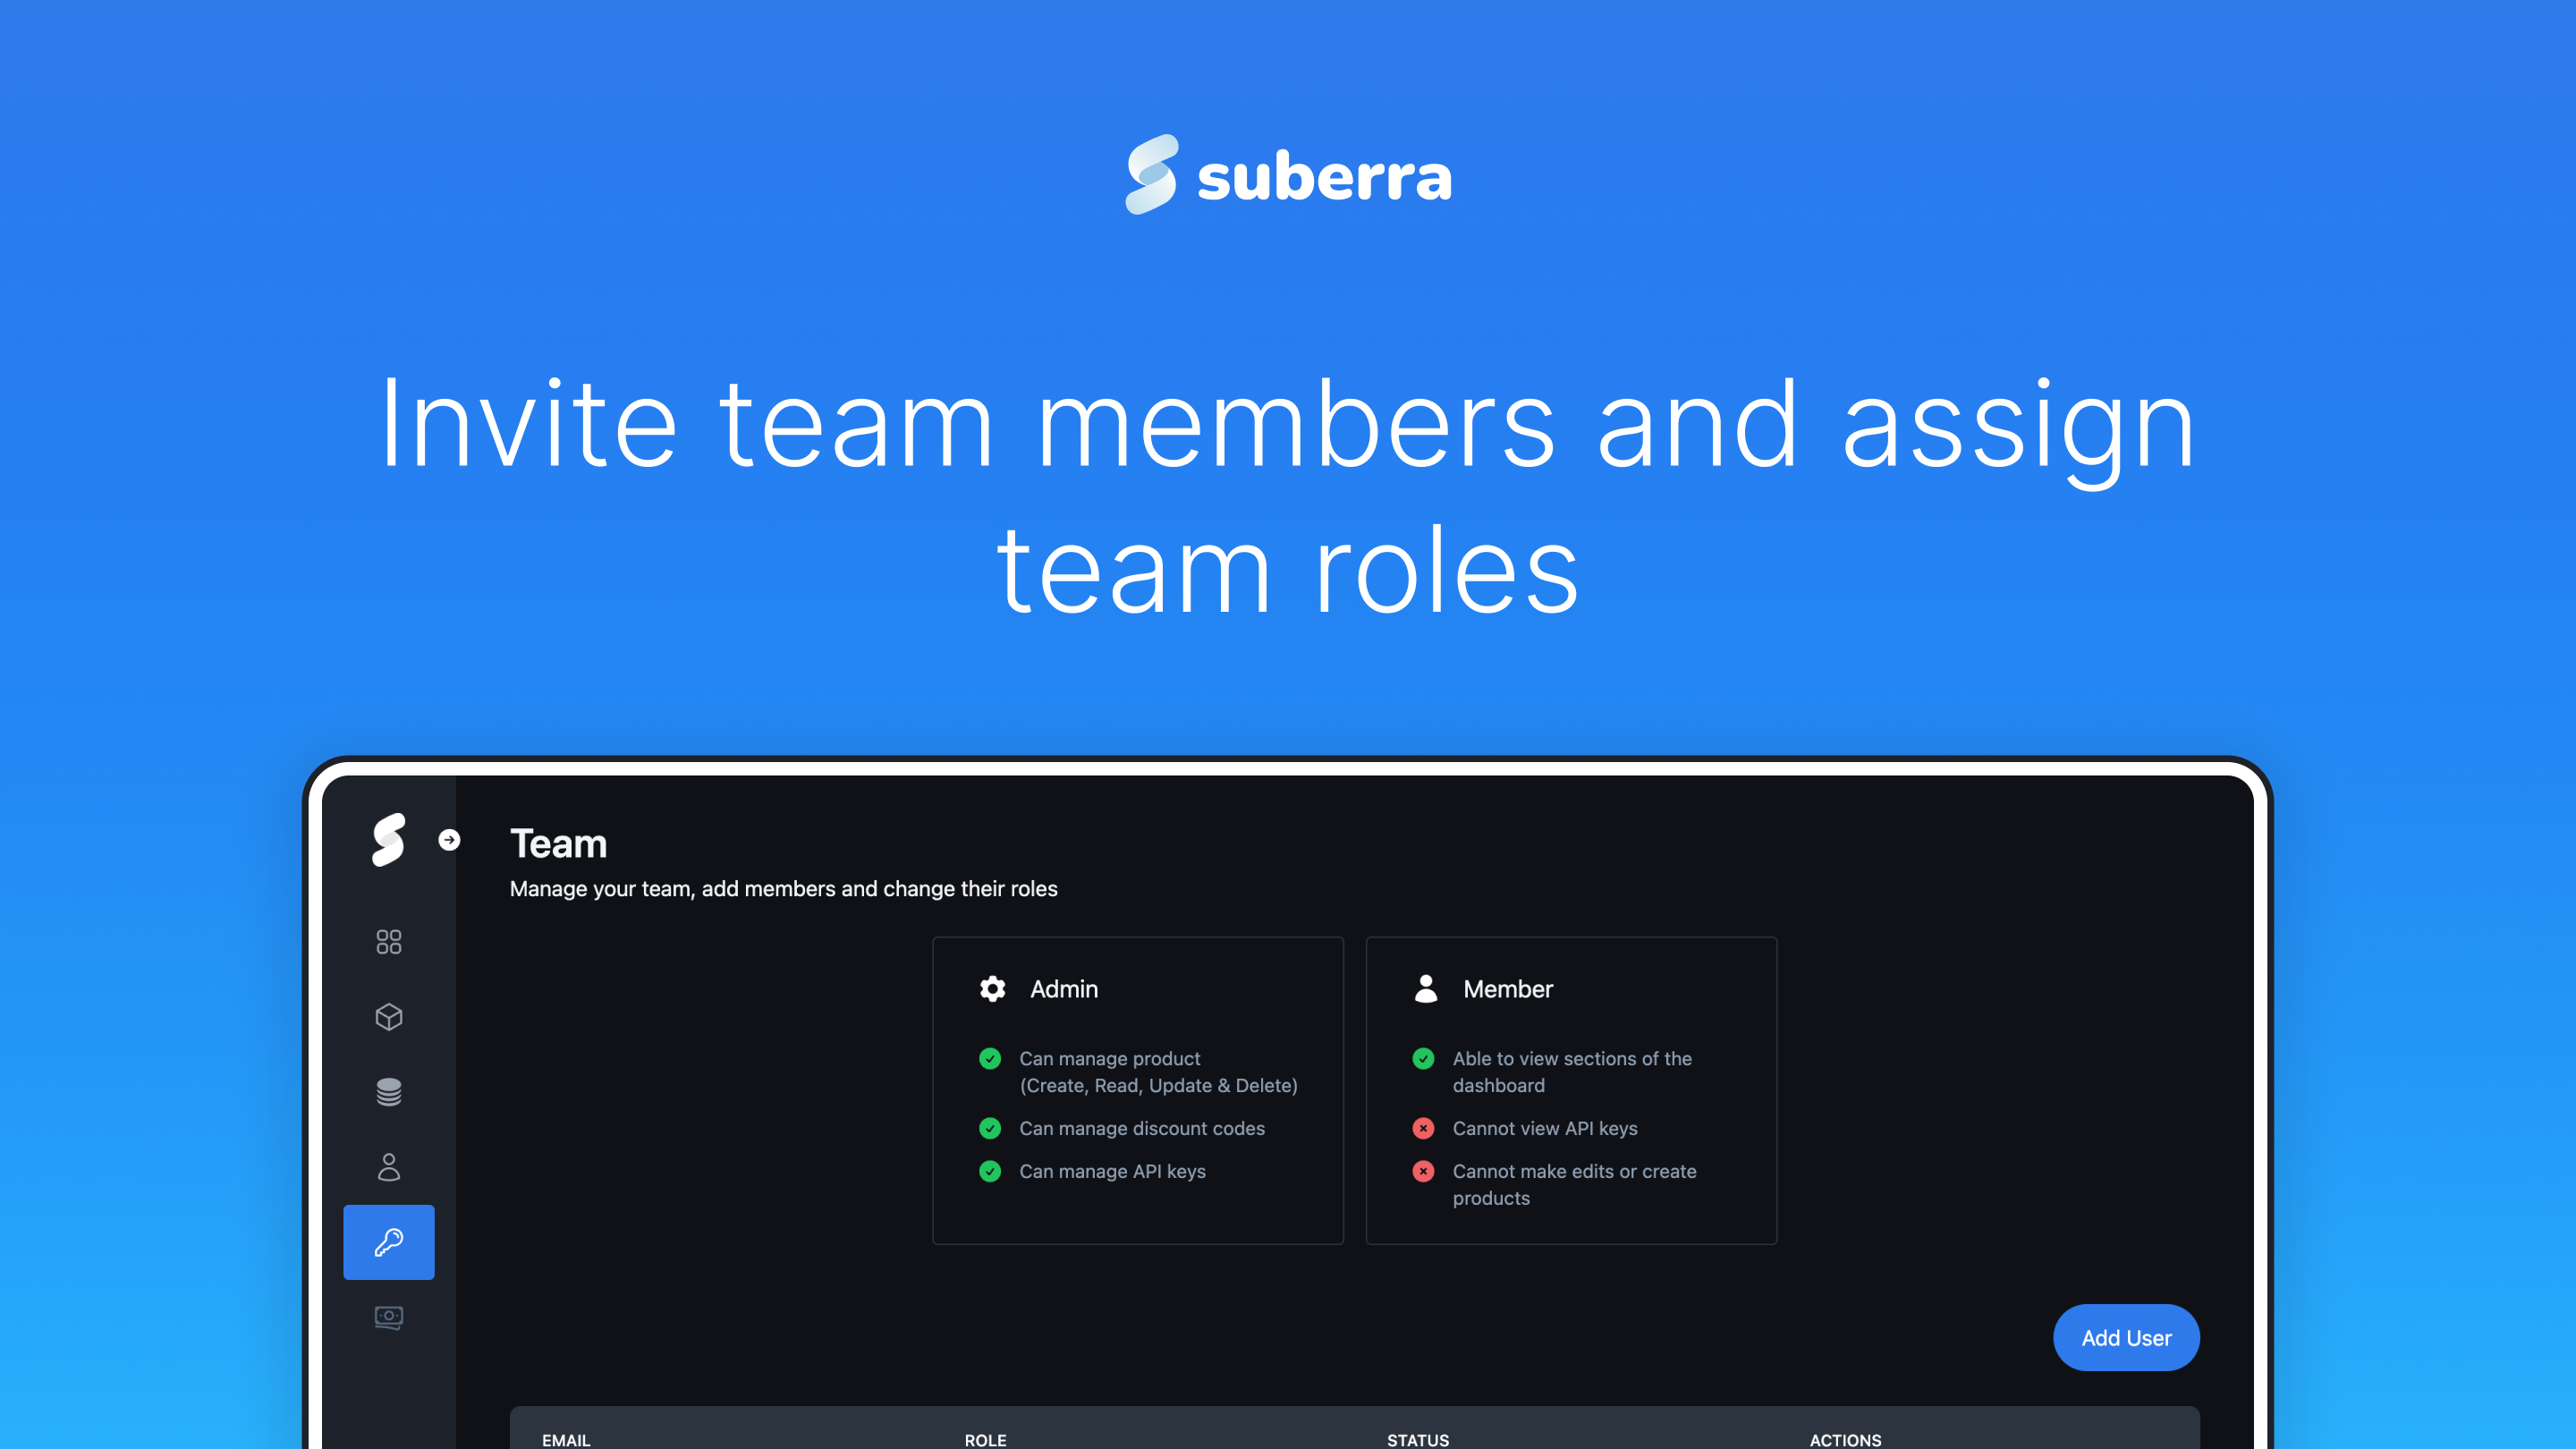 suberra
Invite team members and assign
team roles
Team
Manage your team, add members and change their roles
Admin
Can manage product
(Create, Read, Update & Delete)
Can manage discount codes
Can manage API keys
Member
Able to view sections of the
dashboard
Cannot view API keys
Cannot make edits or create
products
Add User
EMAIL ROLE STATUS ACTIONS